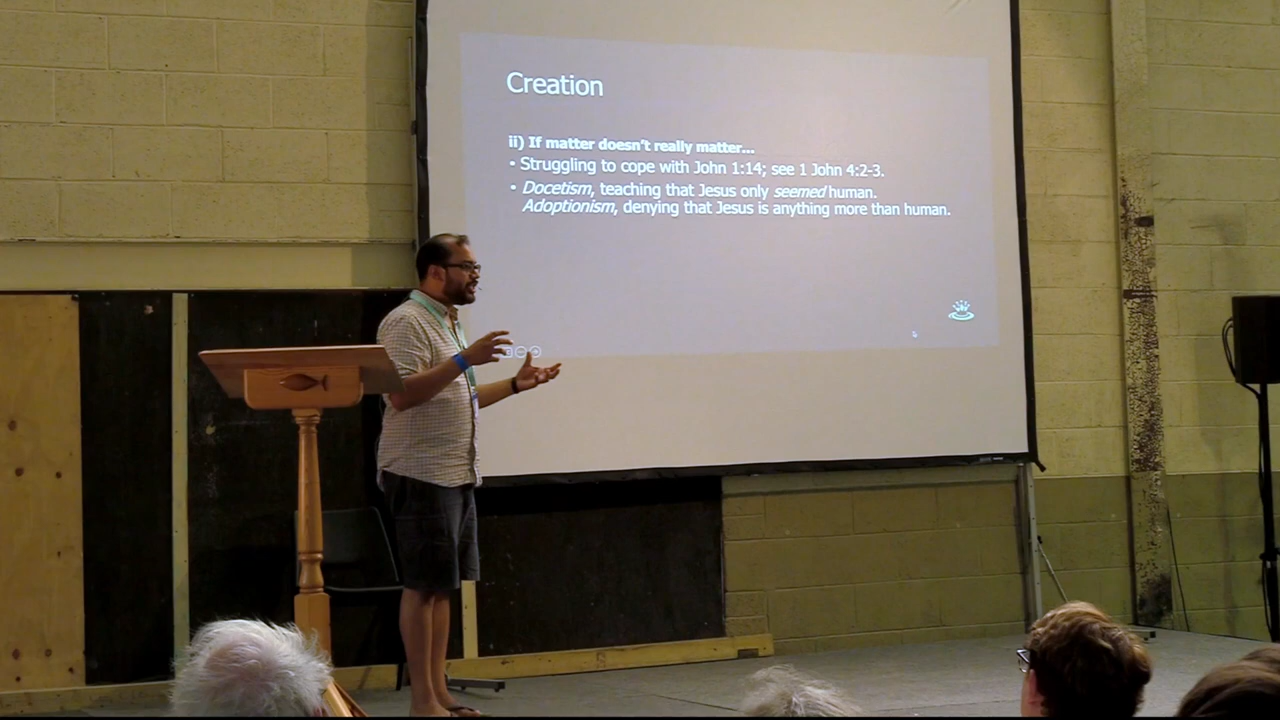 Creation
ii) If matter doesn't really matter...
• Struggling to cope with John 1:14; see 1 John 4:2-3.
• Docetism, teaching that Jesus only seemed human.
Adoptionism, denying that Jesus is anything more than human.